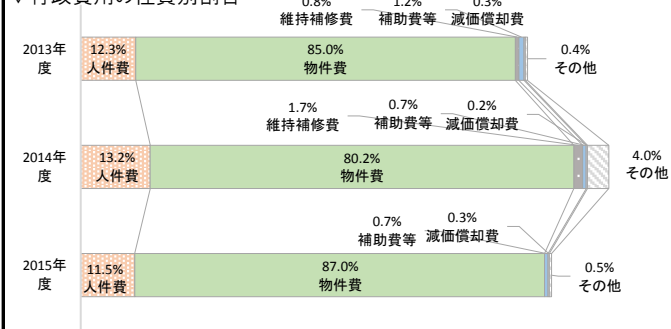 ▽行政費用の性質別割合
0.8% 1.2% 0.3%
維持補修費 補助費等 減価償却費
2013年度
12.3% 85.0% 0.4%
人件費 物件費 その他
1.7% 0.7% 0.2%
維持補修費 補助費等 減価償却費
2014年度
13.2% 80.2% 4.0%
人件費 物件費 その他
0.7% 0.3%
補助費等 減価償却費
2015年度
11.5% 87.0% 0.5%
人件費 物件費 その他